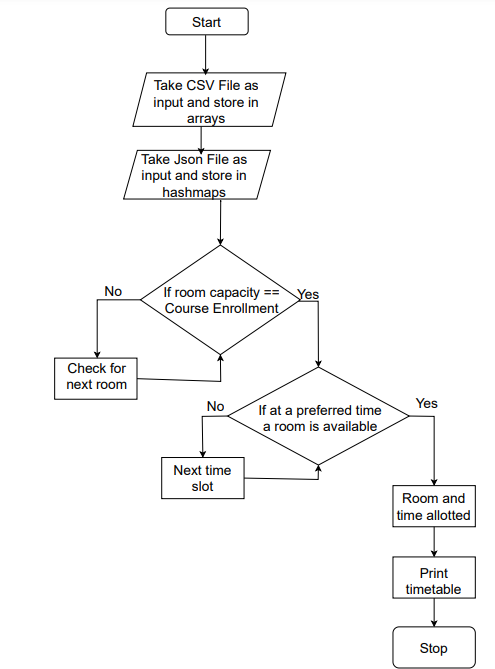 Start
Take CSV File as
input and store in
arrays
Take Json File as
input and store in
hashmaps
No
If room capacity ==
Course Enrollment
Yes
Check for
next room
No
If at a preferred time
a room is available
Yes
Next time
slot
Room and
time allotted
Print
timetable
Stop